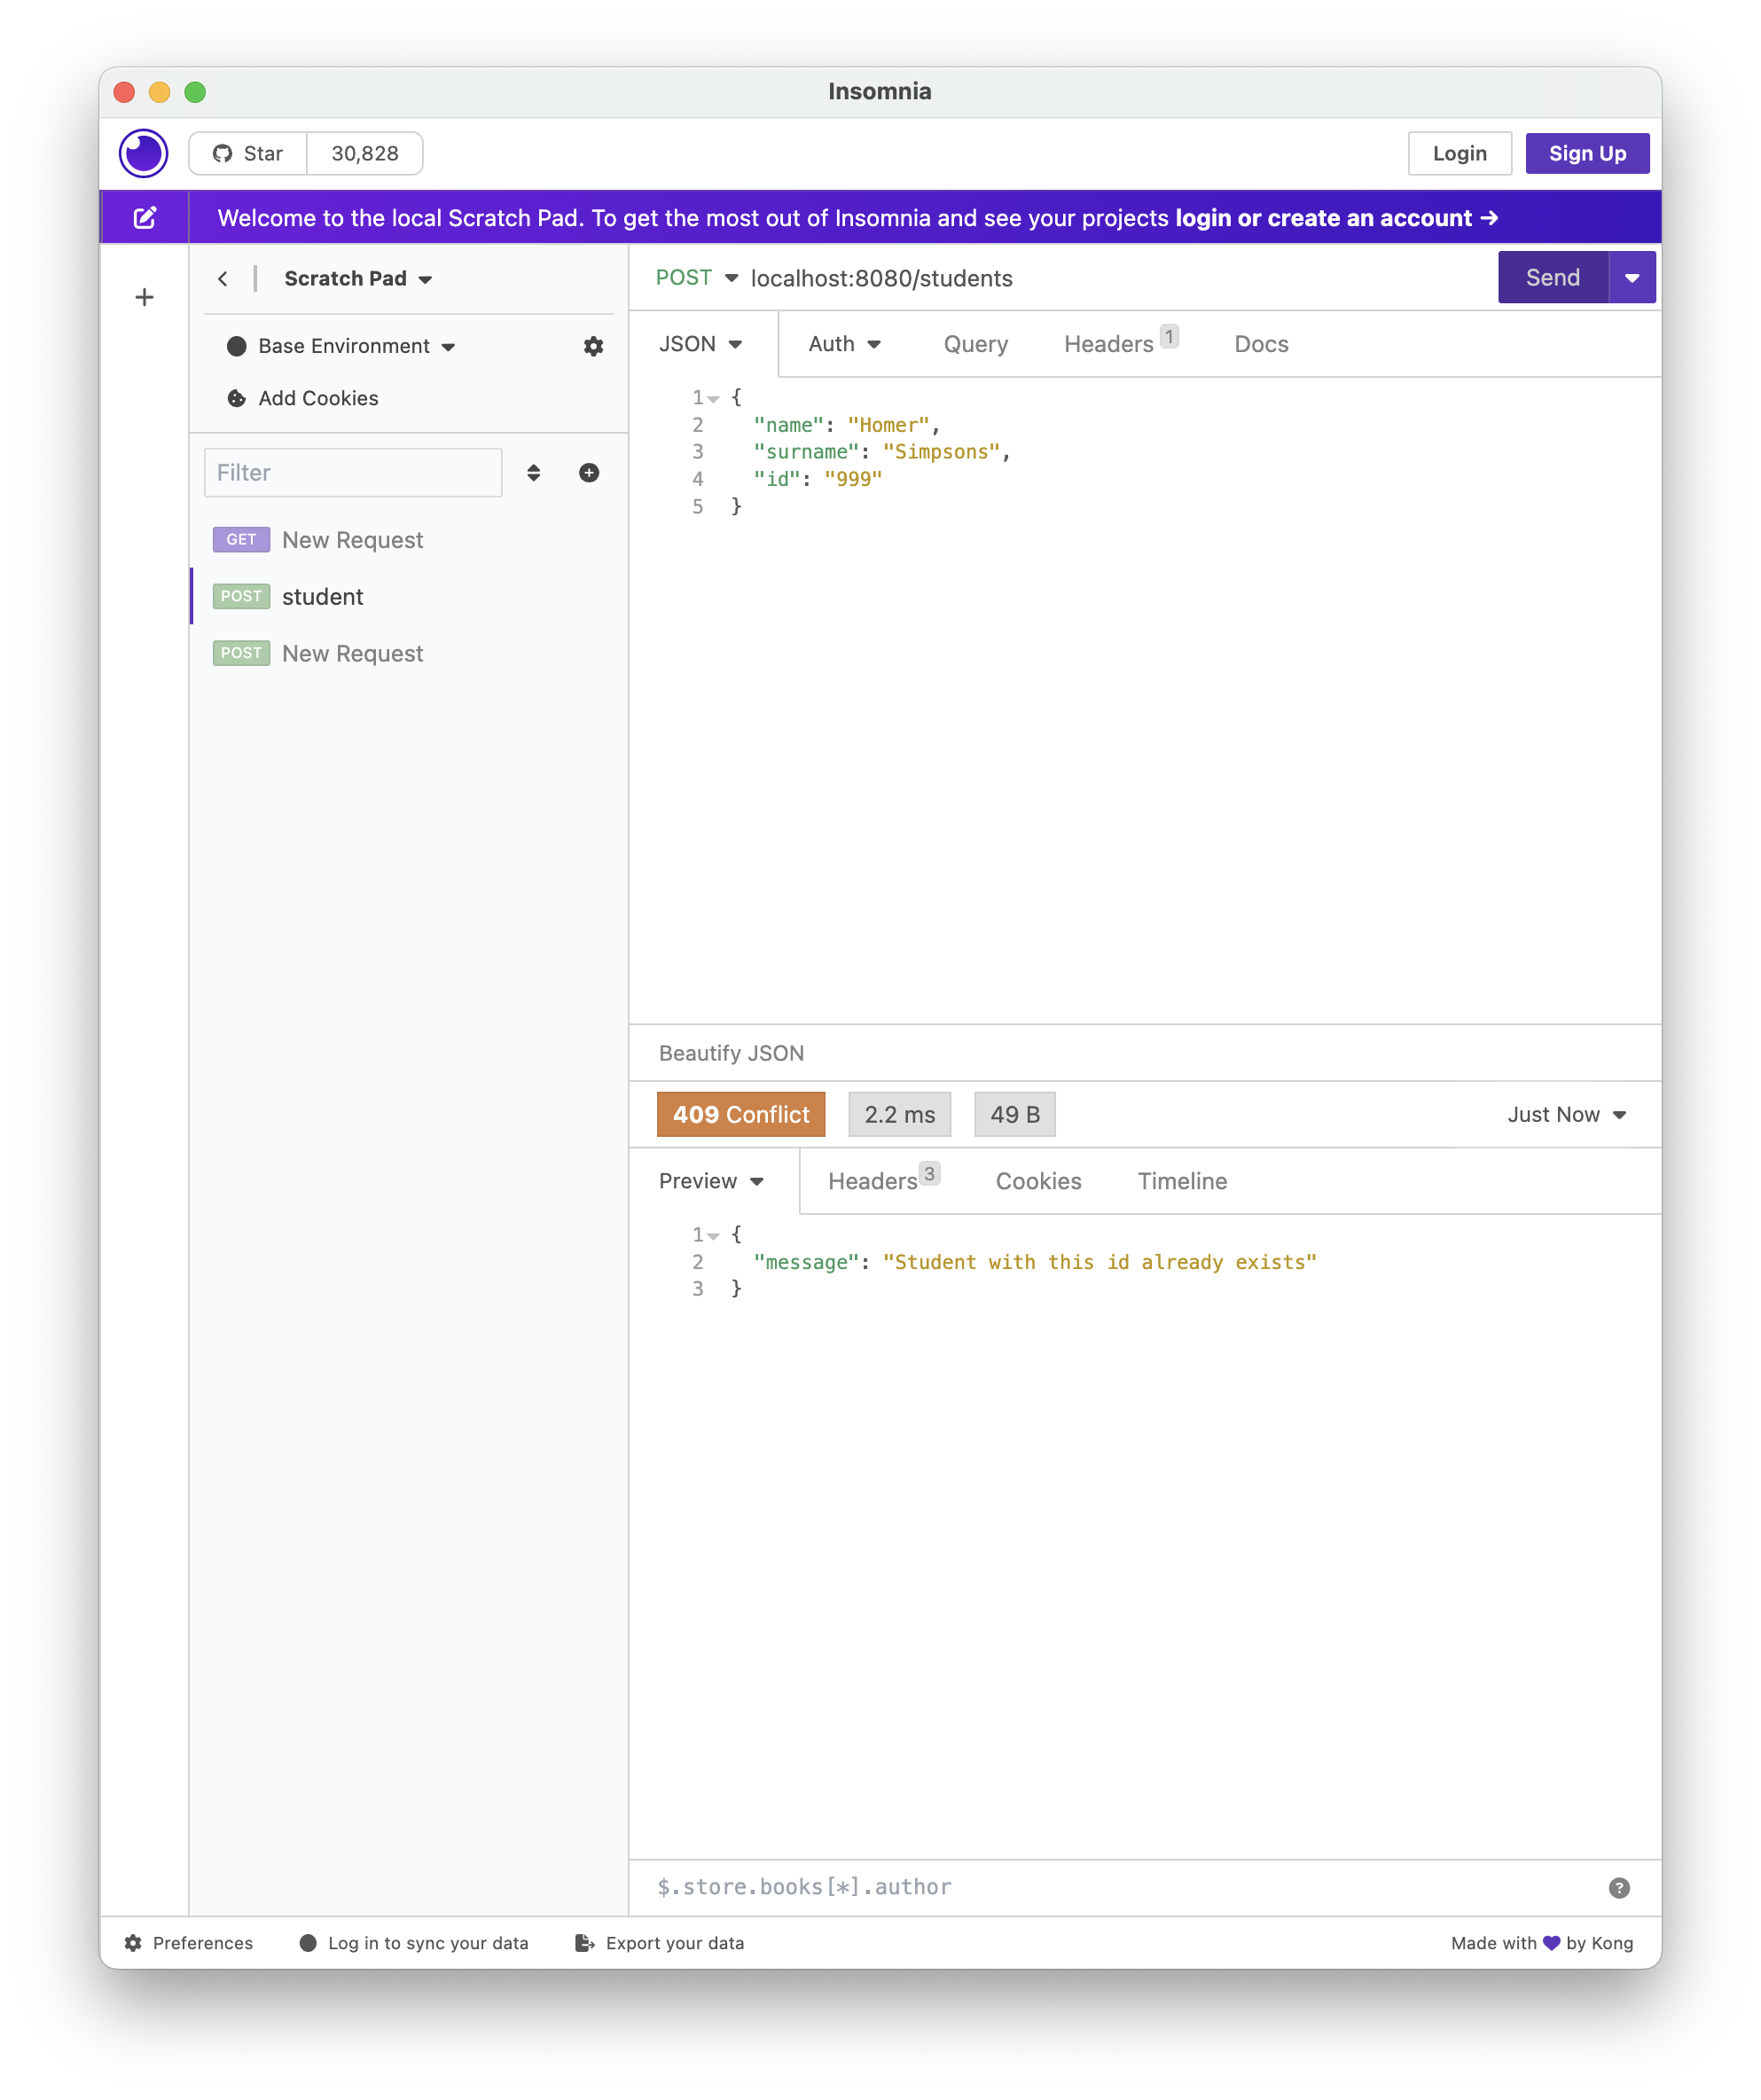 Insomnia
Star 30,828
Login Sign Up
Welcome to the local Scratch Pad. To get the most out of Insomnia and see your projects login or create an account →
Scratch Pad
Base Environment
Add Cookies
Filter
GET New Request
POST student
POST New Request
POST localhost:8080/students Send
JSON Auth Query Headers 1 Docs
1 {
2 "name": "Homer",
3 "surname": "Simpsons",
4 "id": "999"
5 }
Beautify JSON
409 Conflict 2.2 ms 49 B Just Now
Preview Headers 3 Cookies Timeline
1 {
2 "message": "Student with this id already exists"
3 }
$.store.books[*].author
Preferences Log in to sync your data Export your data Made with by Kong